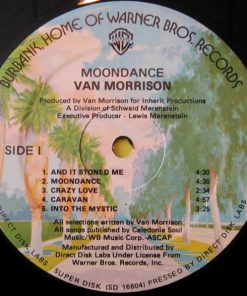 BURBANK, HOME OF WARNER BROS. RECORDS
MOONDANCE
VAN MORRISON
Produced by Van Morrison for Inherit Productions
A Division of Schwaid Merenstein
Executive Producer - Lewis Merenstein
SIDE I
1. AND IT STONED ME 4:30
2. MOONDANCE 4:35
3. CRAZY LOVE 2:34
4. CARAVAN 4:57
5. INTO THE MYSTIC 3:25
All selections written by Van Morrison.
All songs published by Caledonia Soul
Music/WB Music Corp.-ASCAP
Manufactured and Distributed by
Direct Disk Labs Under License From
Warner Bros. Records, Inc.
DIRECT DISK LABS
SUPER DISK (SD 16604) PRESSED BY DIRECT DISK LABS